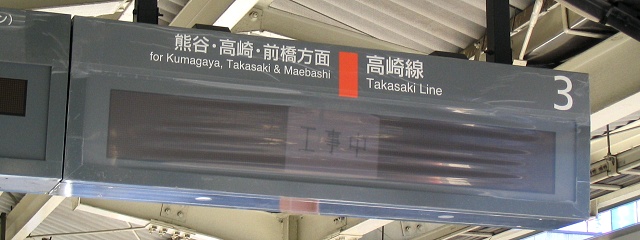 ン)
熊谷・高崎・前橋方面
for Kumagaya, Takasaki & Maebashi
高崎線
Takasaki Line
3
工事中